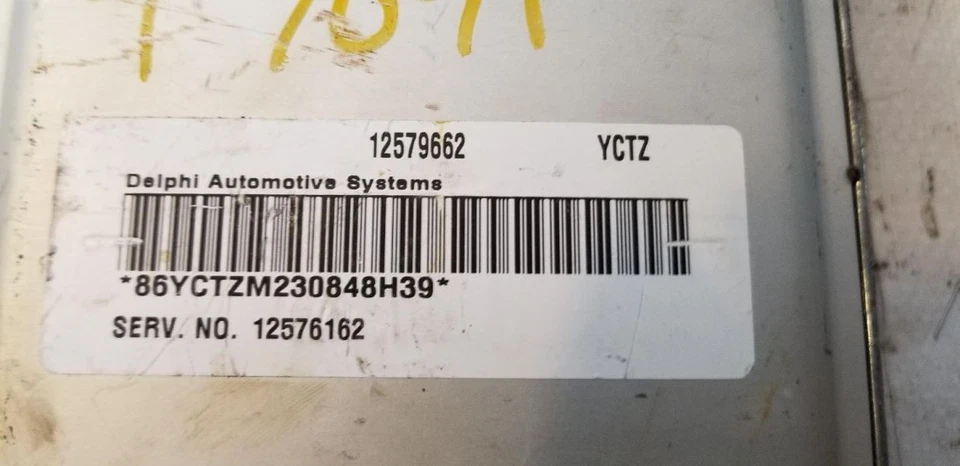 12579662 YCTZ
Delphi Automotive Systems
*86YCTZM230848H39*
SERV. NO. 12576162